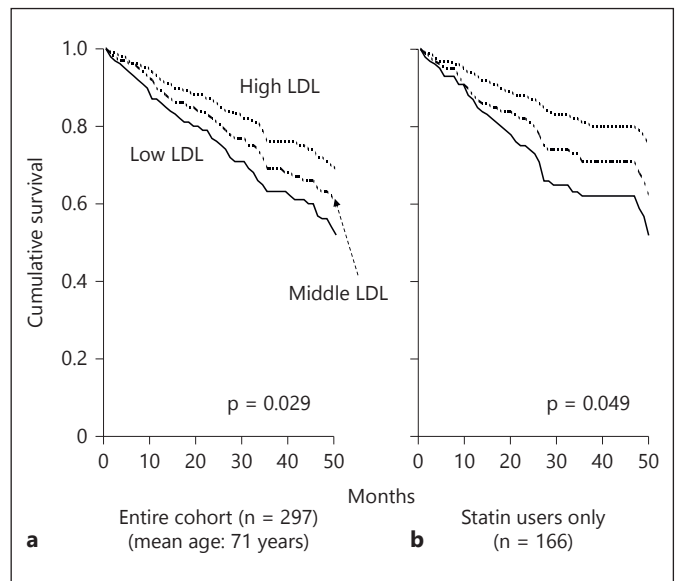 Cumulative survival
1.0
0.8
0.6
0.4
0.2
0
High LDL
Low LDL
Middle LDL
p = 0.029
p = 0.049
0 10 20 30 40 50
0 10 20 30 40 50
Months
a
Entire cohort (n = 297)
(mean age: 71 years)
b
Statin users only
(n = 166)